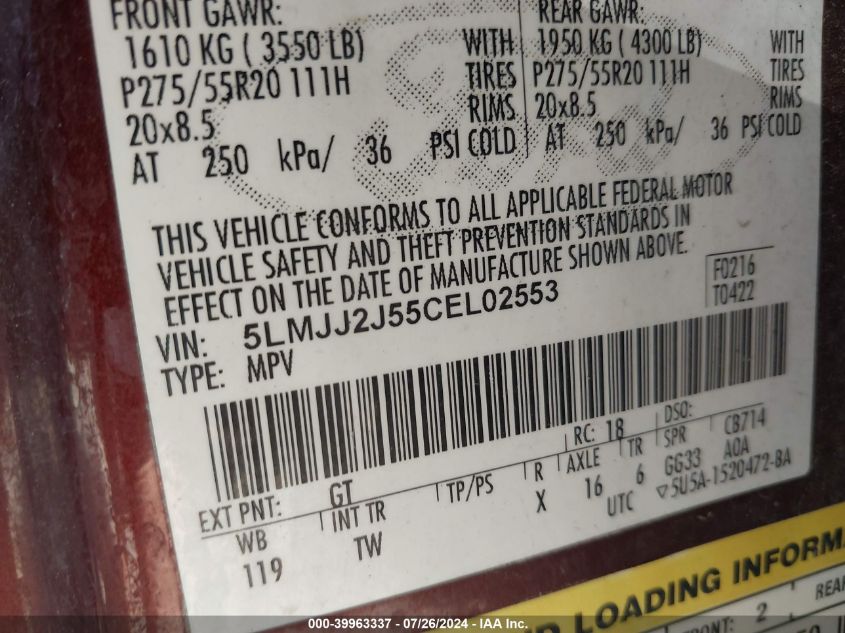 FRONT GAWR: REAR GAWR:
1610 KG ( 3550 LB) WITH 1950 KG ( 4300 LB) WITH
P275/55R20 111H TIRES P275/55R20 111H TIRES
20x8.5 RIMS 20x8.5 RIMS
AT 250 kPa/ 36 PSI COLD AT 250 kPa/ 36 PSI COLD
THIS VEHICLE CONFORMS TO ALL APPLICABLE FEDERAL MOTOR
VEHICLE SAFETY AND THEFT PREVENTION STANDARDS IN
EFFECT ON THE DATE OF MANUFACTURE SHOWN ABOVE.
F0216
T0422
VIN: 5LMJJ2J55CEL02553
TYPE: MPV
RC: 18 DSO:
EXT PNT: GT TP/PS R AXLE TR SPR CB714
X 16 6 GG33 AOA
WB INT TR UTC ▽5U5A-1520472-BA
119 TW
LOADING INFORMA
FRONT: 2 REAR
000-39963337 - 07/26/2024 - IAA Inc.